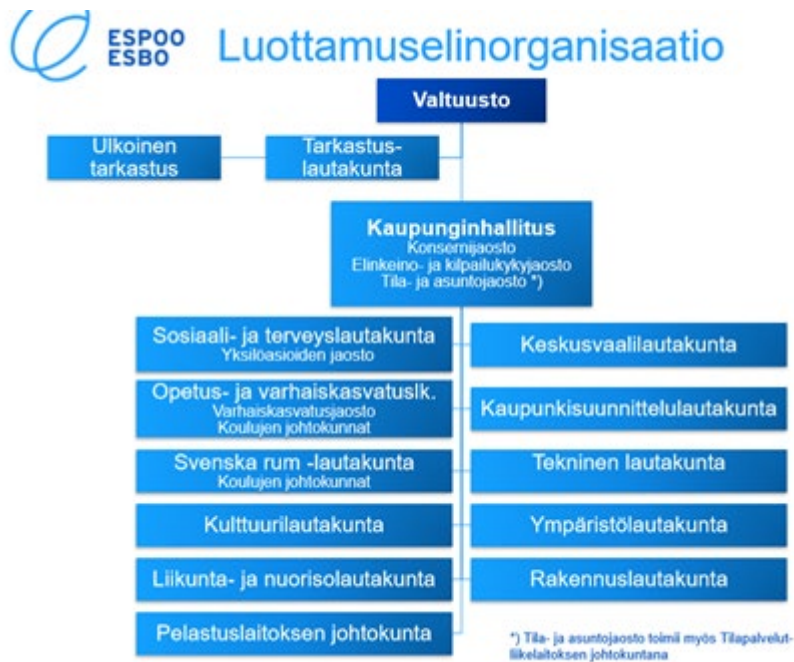 ESPOO
ESBO
Luottamuselinorganisaatio
Valtuusto
Ulkoinen
tarkastus
Tarkastus-
lautakunta
Kaupunginhallitus
Konsernijaosto
Elinkeino- ja kilpailukykyjaosto
Tila- ja asuntojaosto *)
Sosiaali- ja terveyslautakunta
Yksilöasioiden jaosto
Keskusvaalilautakunta
Opetus- ja varhaiskasvatuslk.
Varhaiskasvatusjaosto
Koulujen johtokunnat
Kaupunkisuunnittelulautakunta
Svenska rum -lautakunta
Koulujen johtokunnat
Tekninen lautakunta
Kulttuurilautakunta
Ympäristölautakunta
Liikunta- ja nuorisolautakunta
Rakennuslautakunta
Pelastuslaitoksen johtokunta
*) Tila- ja asuntojaosto toimii myös Tilapalvelut-
liikelaitoksen johtokuntana